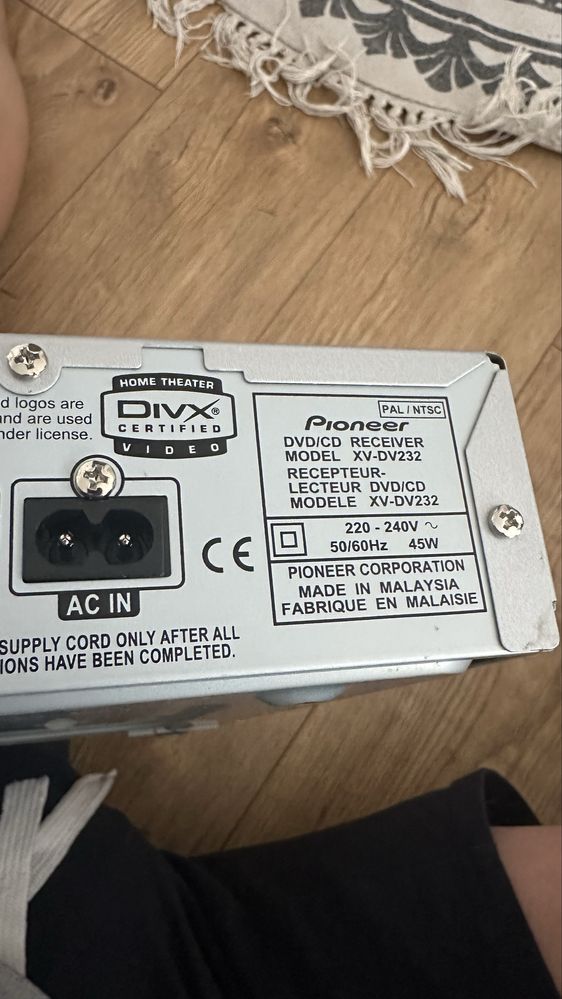 d logos are
and are used
nder license.
HOME THEATER
DIVX®
CERTIFIED
VIDEO
AC IN
CE
SUPPLY CORD ONLY AFTER ALL
IONS HAVE BEEN COMPLETED.
PAL / NTSC
Pioneer
DVD/CD RECEIVER
MODEL XV-DV232
RECEPTEUR-
LECTEUR DVD/CD
MODELE XV-DV232
220 - 240V ~
50/60Hz 45W
PIONEER CORPORATION
MADE IN MALAYSIA
FABRIQUE EN MALAISIE